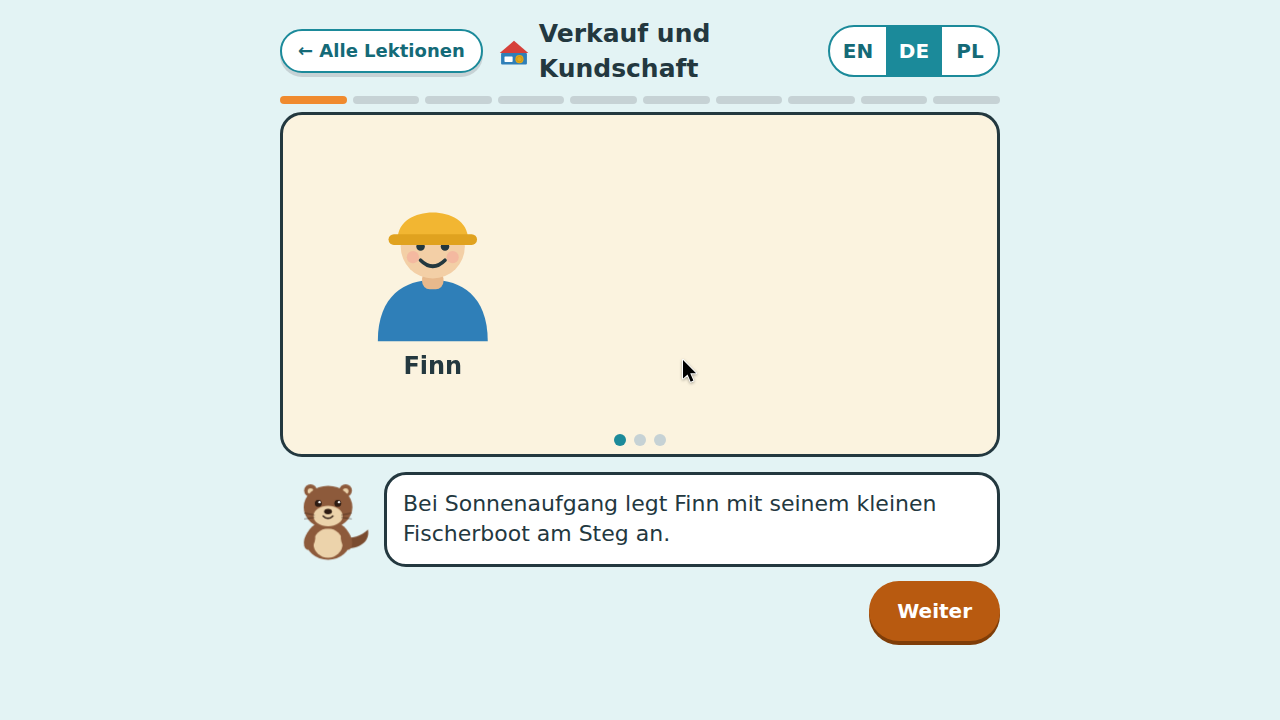 ← Alle Lektionen
Verkauf und
Kundschaft
EN DE PL
Finn
Bei Sonnenaufgang legt Finn mit seinem kleinen
Fischerboot am Steg an.
Weiter